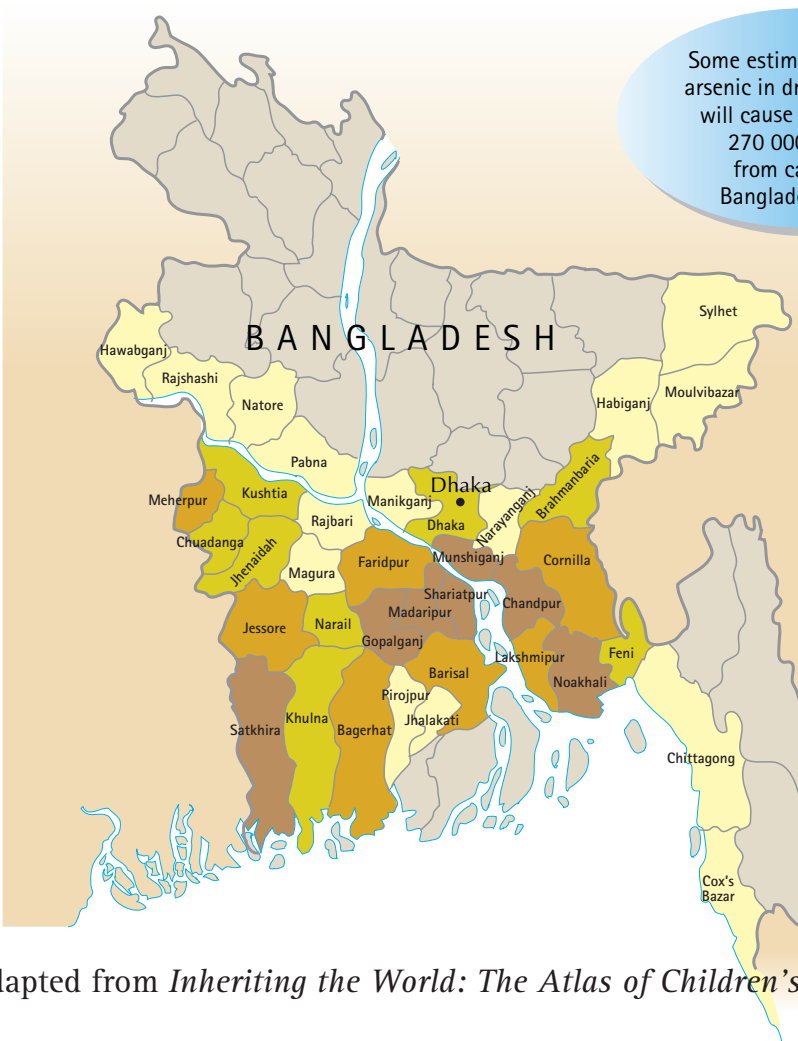 Some estim
arsenic in dr
will cause
270 000
from ca
Banglade
Sylhet
BANGLADESH
Hawabganj
Rajshashi
Moulvibazar
Habiganj
Natore
Pabna
Dhaka
Brahmanbaria
Kushtia
Meherpur
Manikganj
Narayanganj
Rajbari
Dhaka
Chuadanga
Jhenaidah
Munshiganj
Faridpur
Cornilla
Magura
Shariatpur
Chandpur
Madaripur
Narail
Jessore
Gopalganj
Lakshmipur
Feni
Barisal
Noakhali
Pirojpur
Khulna
Jhalakati
Satkhira
Bagerhat
Chittagong
Cox's
Bazar
dapted from Inheriting the World: The Atlas of Children's